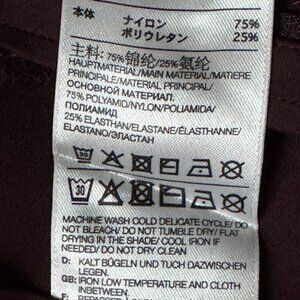 本体
ナイロン 75%
ポリウレタン 25%
主料: 75%锦纶/25%氨纶
HAUPTMATERIAL/MAIN MATERIAL/MATIERE
PRINCIPALE/MATERIAL PRINCIPAL/
ОСНОВНОЙ МАТЕРИАЛ:
75% POLYAMID/NYLON/POLIAMIDA/
ПОЛИАМИД
25% ELASTHAN/ELASTANE/ÉLASTHANNE/
ELASTANO/ЭЛАСТАН
30
30
MACHINE WASH COLD DELICATE CYCLE/ DO
NOT BLEACH/ DO NOT TUMBLE DRY/ FLAT
DRYING IN THE SHADE/ COOL IRON IF
NEEDED/ DO NOT DRY CLEAN
D: KALT BÜGELN UND TUCH DAZWISCHEN
LEGEN.
GB: IRON LOW TEMPERATURE AND CLOTH
INBETWEEN.